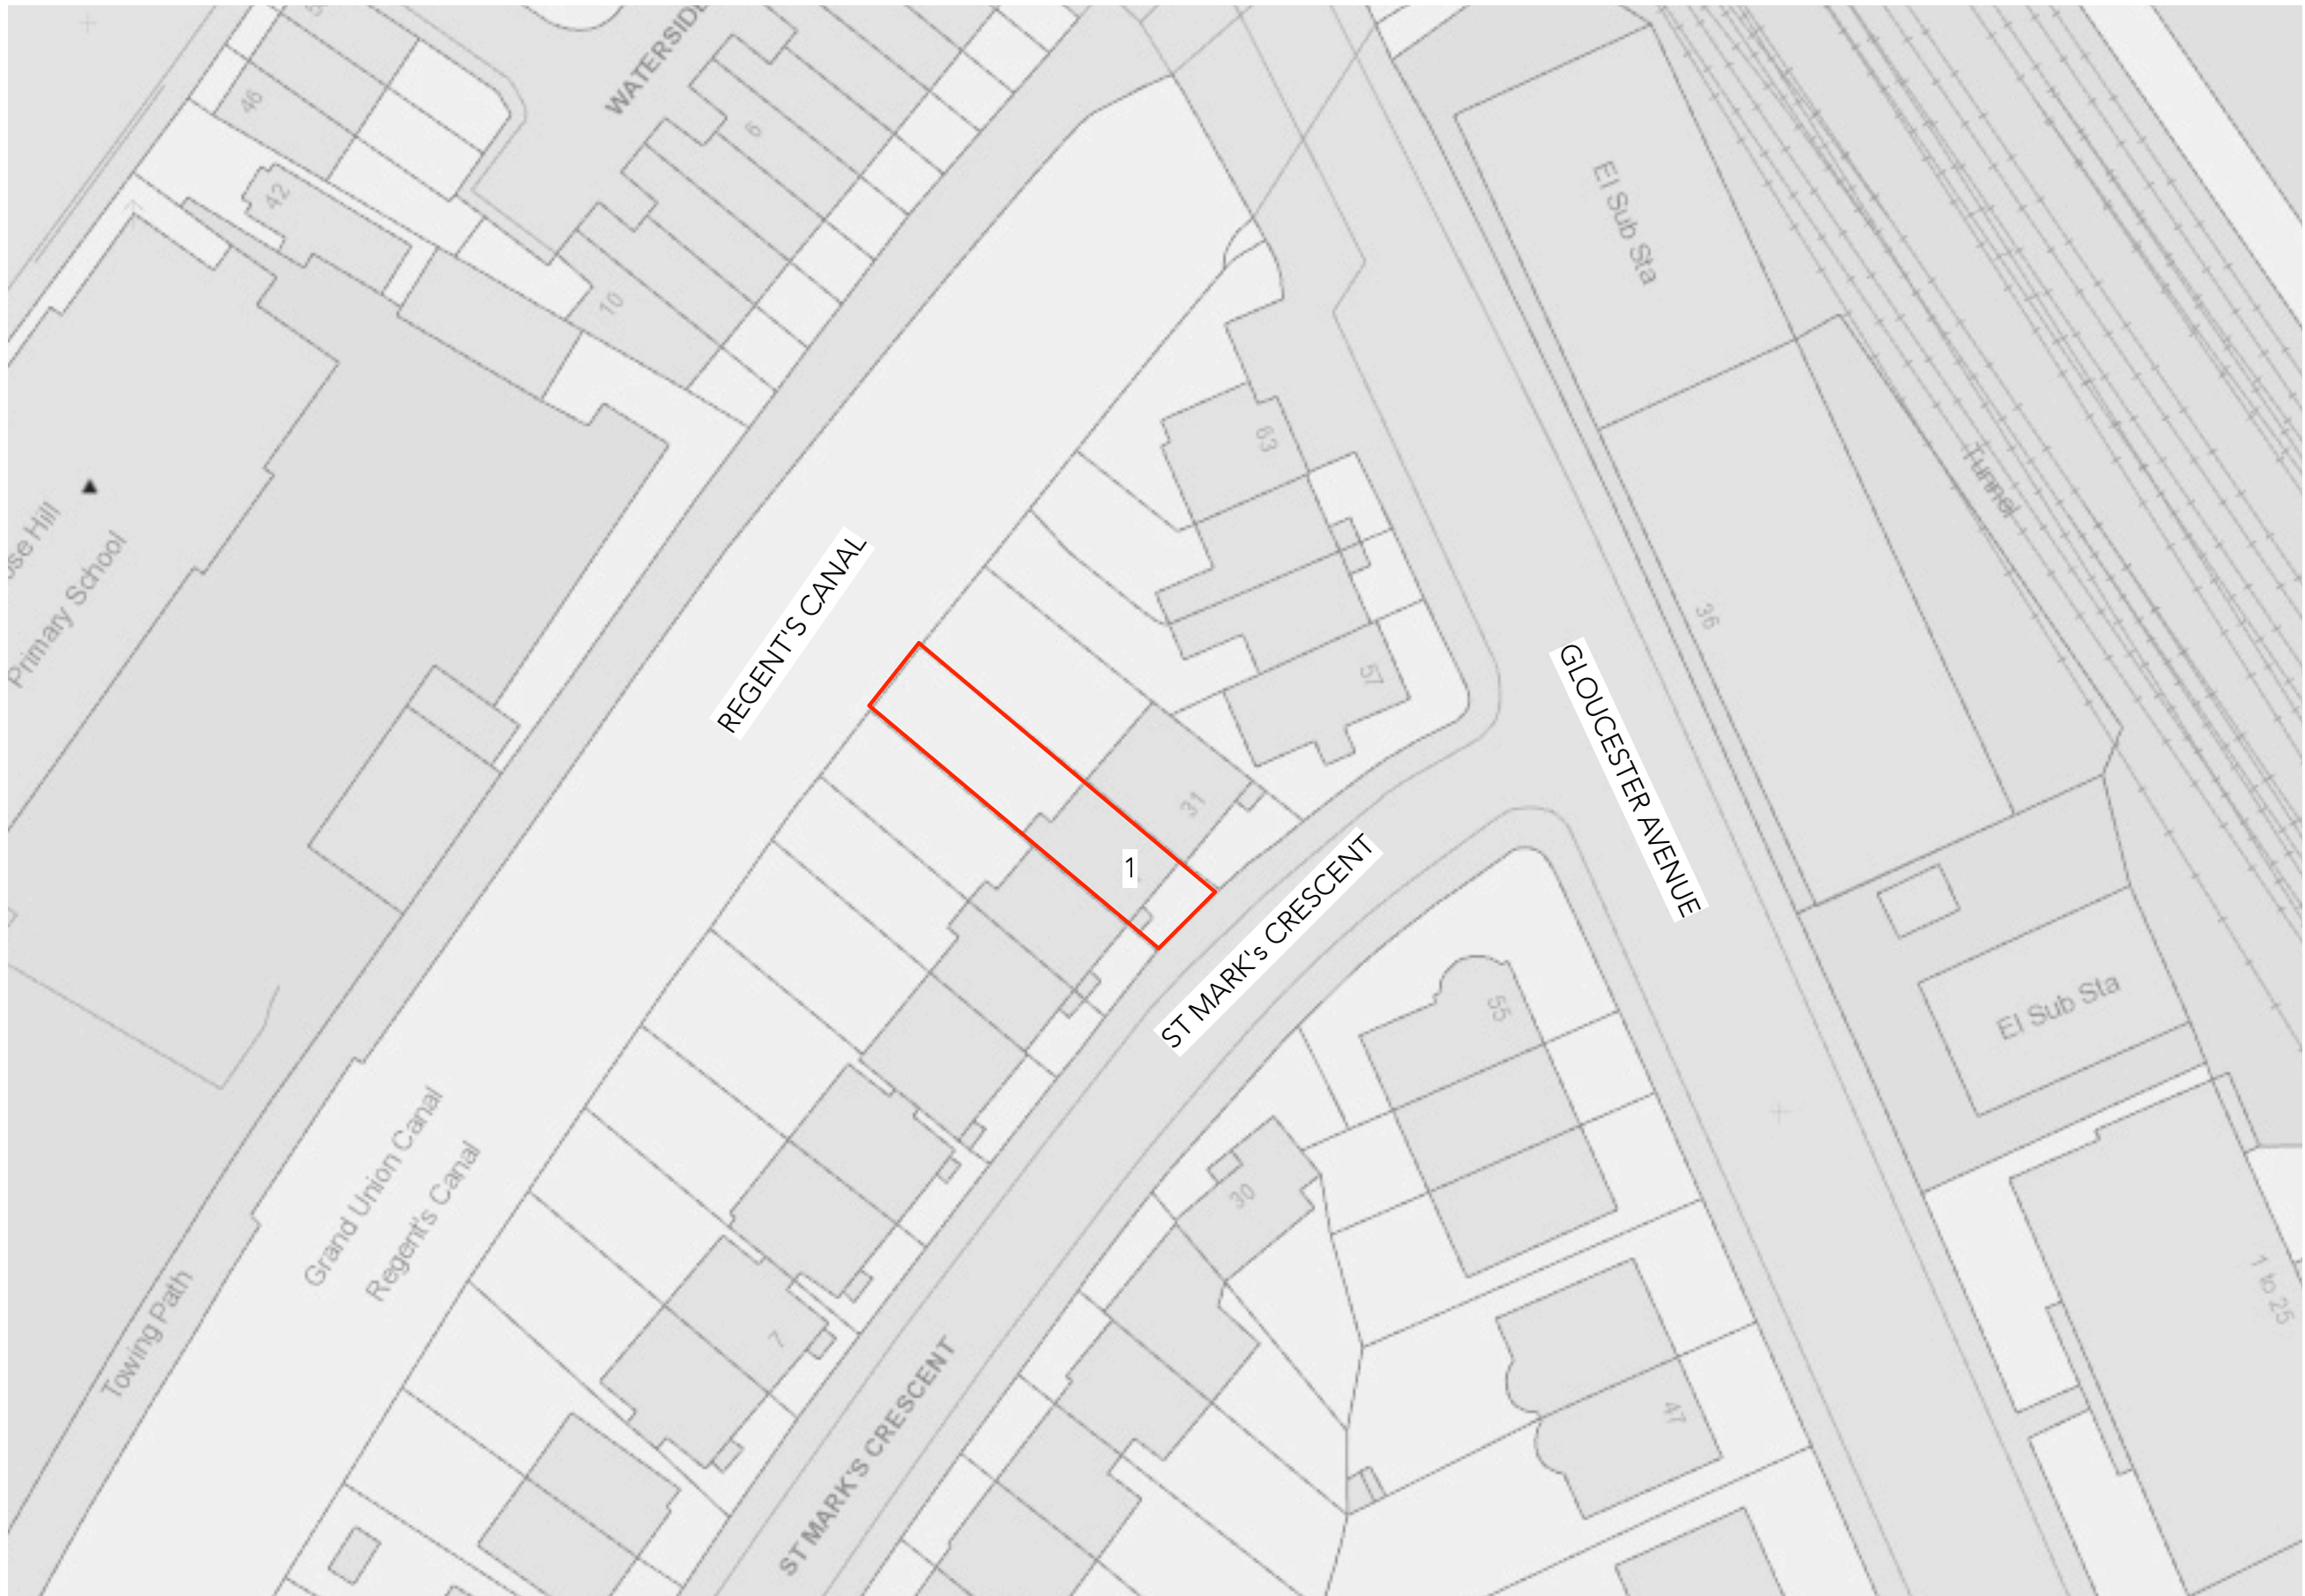 WATERSIDE
46
6
42
El Sub Sta
10
63
Tunnel
ose Hill
Primary School
REGENT'S CANAL
36
57
GLOUCESTER AVENUE
31
1
ST MARK's CRESCENT
55
El Sub Sta
Grand Union Canal
Regent's Canal
30
Towing Path
7
1 to 25
47
ST MARK'S CRESCENT